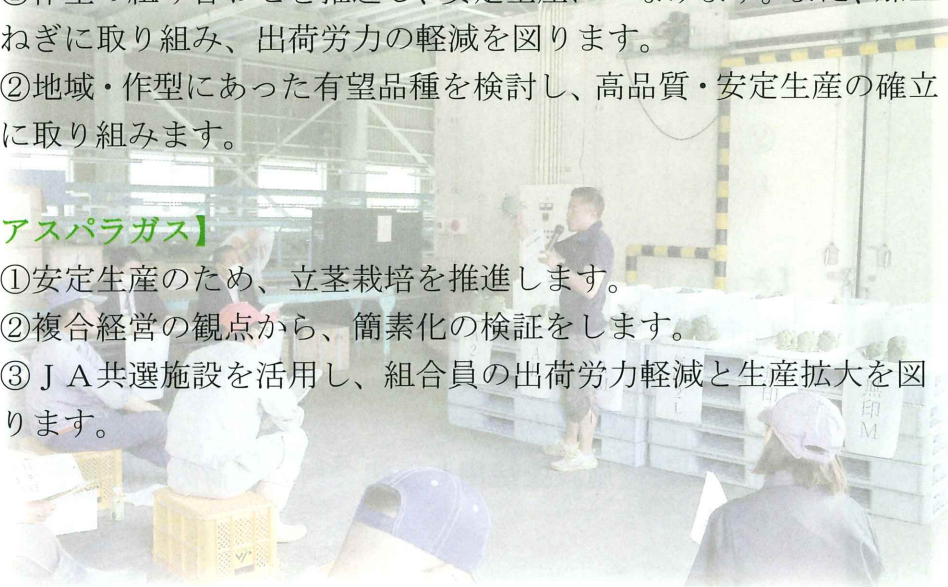 ねぎに取り組み、出荷労力の軽減を図ります。
②地域・作型にあった有望品種を検討し、高品質・安定生産の確立
に取り組みます。
アスパラガス】
①安定生産のため、立茎栽培を推進します。
②複合経営の観点から、簡素化の検証をします。
③ＪＡ共選施設を活用し、組合員の出荷労力軽減と生産拡大を図
ります。
無印M